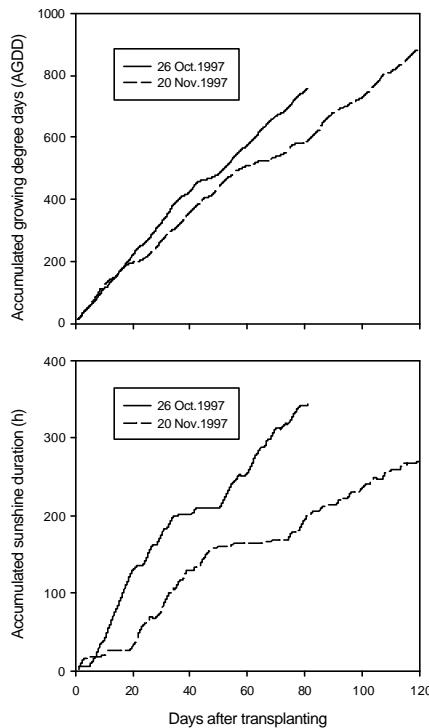 Accumulated growing degree days (AGDD)
1000
800
600
400
200
0
26 Oct.1997
20 Nov.1997
Accumulated sunshine duration (h)
400
300
200
100
0
26 Oct.1997
20 Nov.1997
0 20 40 60 80 100 120
Days after transplanting